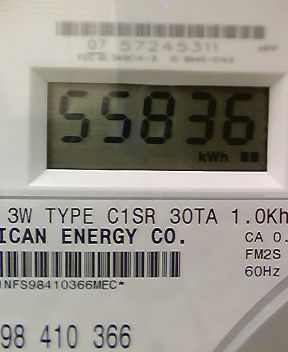 07 57245311
55836
kWh
3W TYPE C1SR 30TA 1.0Kh
ICAN ENERGY CO.
CA 0.
FM2S
60Hz
1NFS98410366MEC*
98 410 366